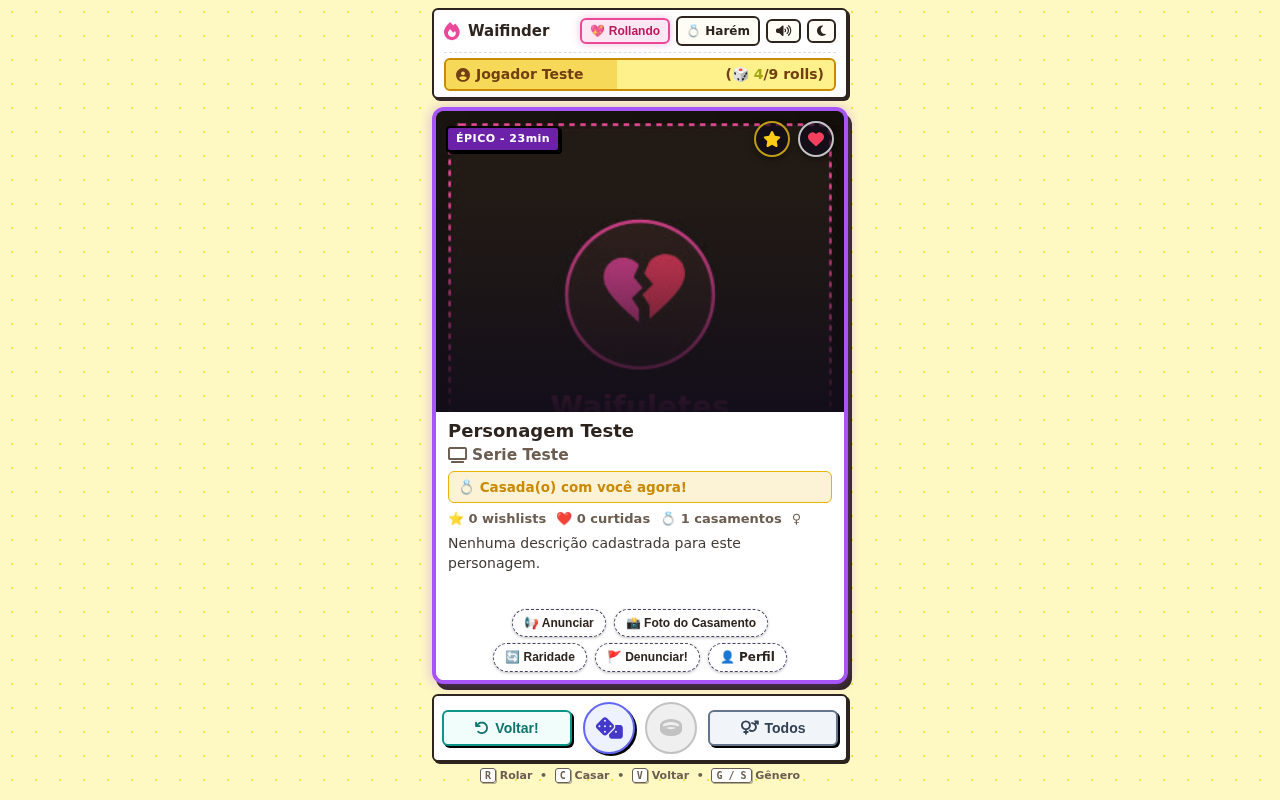 Waifinder
💖 Rollando
💍 Harém
Jogador Teste
(🎲 4/9 rolls)
ÉPICO - 23min
Waifuletes
Personagem Teste
Serie Teste
💍 Casada(o) com você agora!
⭐ 0 wishlists ❤️ 0 curtidas 💍 1 casamentos ♀
Nenhuma descrição cadastrada para este
personagem.
📢 Anunciar
📸 Foto do Casamento
🔄 Raridade
🚩 Denunciar!
👤 Perfil
Voltar!
Todos
R Rolar • C Casar • V Voltar • G / S Gênero